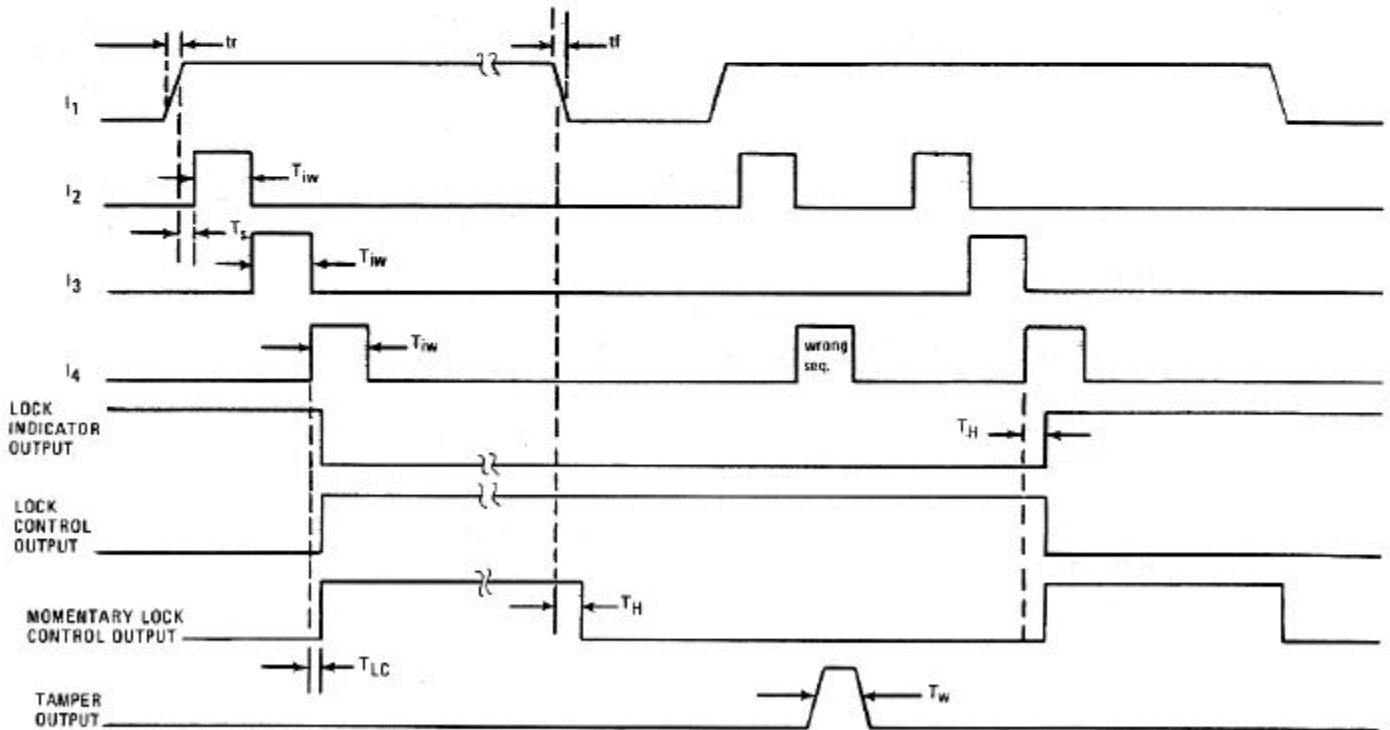 tr
tf
I1
I2
Tiw
Ts
I3
Tiw
I4
Tiw
wrong
seq.
LOCK
INDICATOR
OUTPUT
TH
LOCK
CONTROL
OUTPUT
MOMENTARY LOCK
CONTROL OUTPUT
TH
TLC
TAMPER
OUTPUT
Tw